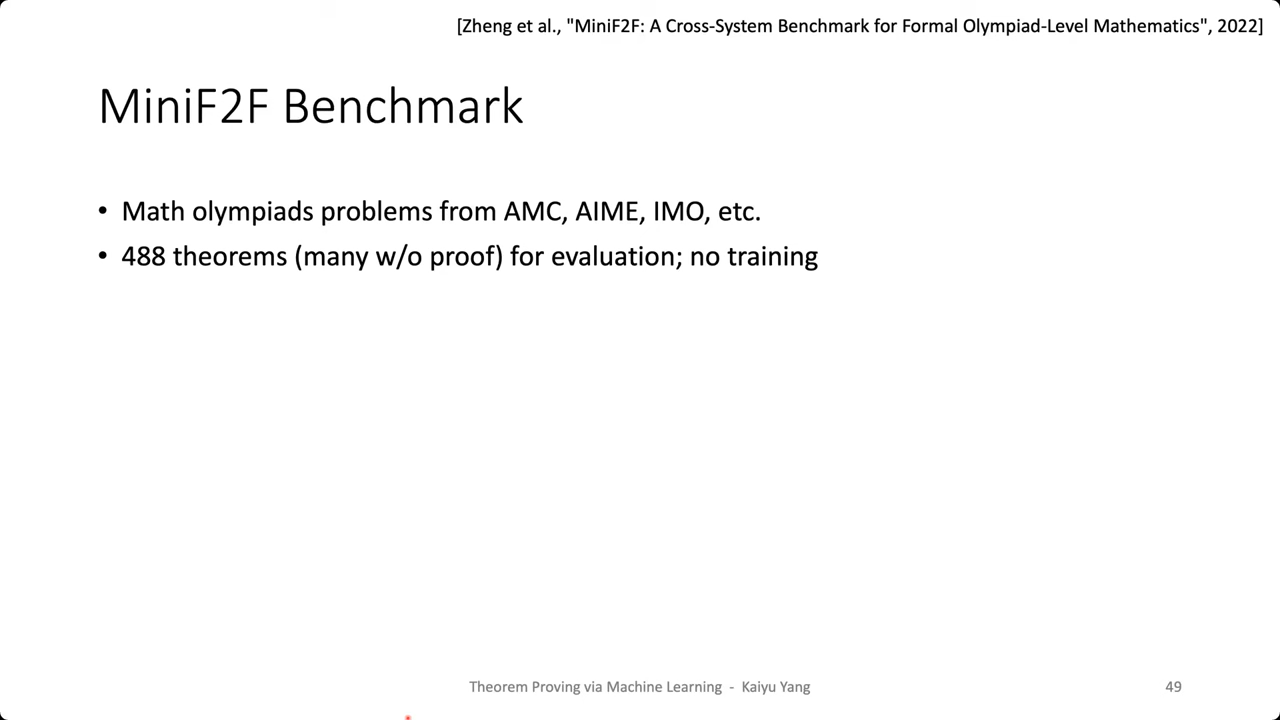 [Zheng et al., "MiniF2F: A Cross-System Benchmark for Formal Olympiad-Level Mathematics", 2022]
MiniF2F Benchmark
• Math olympiads problems from AMC, AIME, IMO, etc.
• 488 theorems (many w/o proof) for evaluation; no training
Theorem Proving via Machine Learning - Kaiyu Yang
49